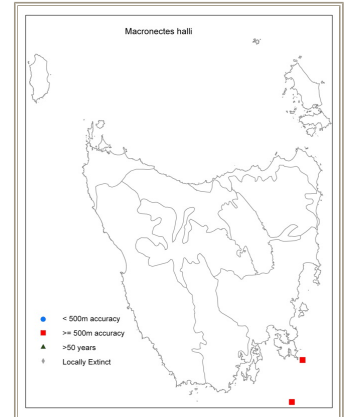 Macronectes halli
< 500m accuracy
>= 500m accuracy
>50 years
Locally Extinct